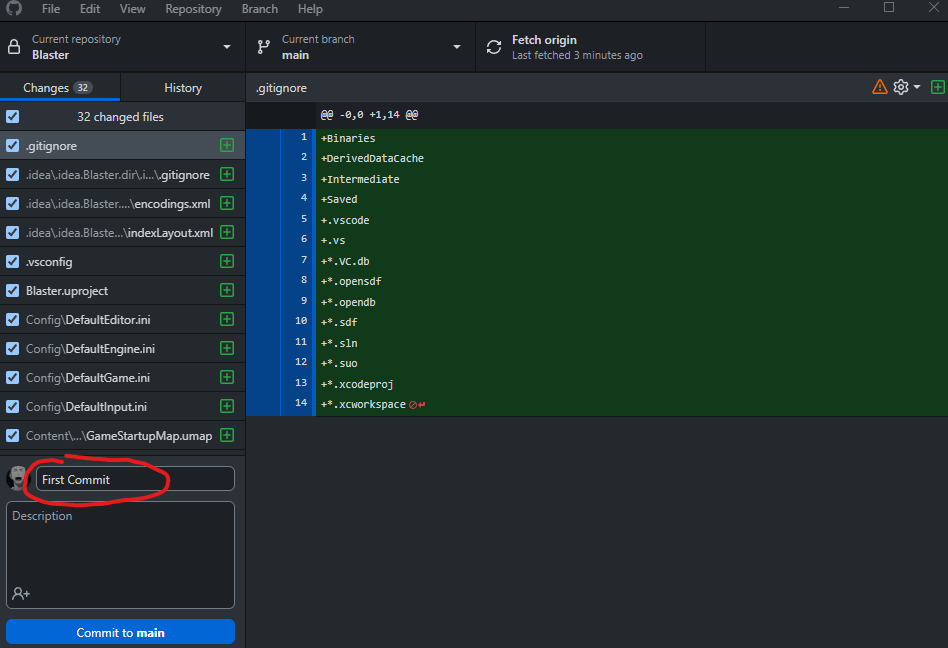 File Edit View Repository Branch Help
Current repository
Blaster
Current branch
main
Fetch origin
Last fetched 3 minutes ago
Changes 32
History
.gitignore
32 changed files
.gitignore
.idea\.idea.Blaster.dir\.i...\.gitignore
.idea\.idea.Blaster....\encodings.xml
.idea\.idea.Blaste...\indexLayout.xml
.vsconfig
Blaster.uproject
Config\DefaultEditor.ini
Config\DefaultEngine.ini
Config\DefaultGame.ini
Config\DefaultInput.ini
Content\...\GameStartupMap.umap
First Commit
Description
Commit to main
@@ -0,0 +1,14 @@
1 +Binaries
2 +DerivedDataCache
3 +Intermediate
4 +Saved
5 +.vscode
6 +.vs
7 +*.VC.db
8 +*.opensdf
9 +*.opendb
10 +*.sdf
11 +*.sln
12 +*.suo
13 +*.xcodeproj
14 +*.xcworkspace